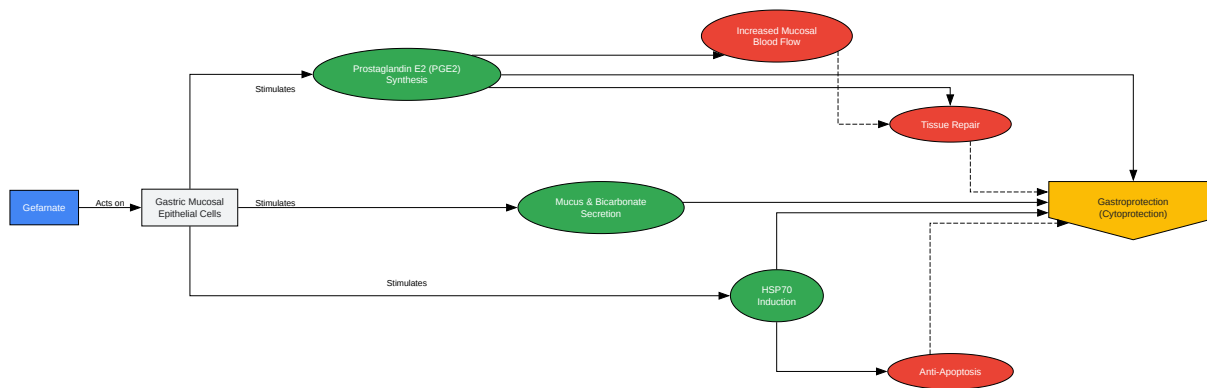 Increased Mucosal
Blood Flow
Prostaglandin E2 (PGE2)
Synthesis
Stimulates
Tissue Repair
Gefarnate
Acts on
Gastric Mucosal
Epithelial Cells
Stimulates
Mucus & Bicarbonate
Secretion
Gastroprotection
(Cytoprotection)
Stimulates
HSP70
Induction
Anti-Apoptosis